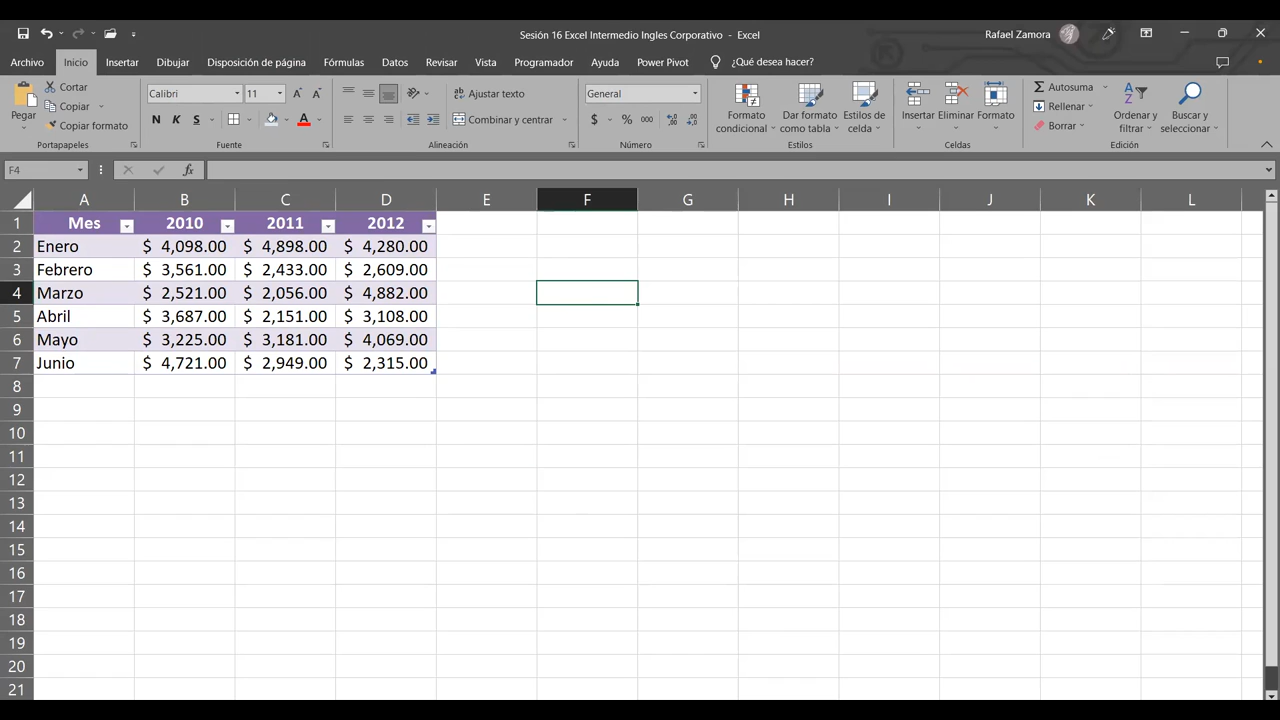 Sesión 16 Excel Intermedio Ingles Corporativo - Excel
Rafael Zamora
Archivo Inicio Insertar Dibujar Disposición de página Fórmulas Datos Revisar Vista Programador Ayuda Power Pivot ¿Qué desea hacer?
Pegar
Cortar
Copiar
Copiar formato
Portapapeles
Calibri 11
N K S
Fuente
Ajustar texto
Combinar y centrar
Alineación
General
$ % 000
Número
Formato condicional
Dar formato como tabla
Estilos de celda
Estilos
Insertar Eliminar Formato
Celdas
Autosuma
Rellenar
Borrar
Ordenar y filtrar
Buscar y seleccionar
Edición
F4 fx
A B C D E F G H I J K L
1 Mes 2010 2011 2012
2 Enero $ 4,098.00 $ 4,898.00 $ 4,280.00
3 Febrero $ 3,561.00 $ 2,433.00 $ 2,609.00
4 Marzo $ 2,521.00 $ 2,056.00 $ 4,882.00
5 Abril $ 3,687.00 $ 2,151.00 $ 3,108.00
6 Mayo $ 3,225.00 $ 3,181.00 $ 4,069.00
7 Junio $ 4,721.00 $ 2,949.00 $ 2,315.00
8
9
10
11
12
13
14
15
16
17
18
19
20
21